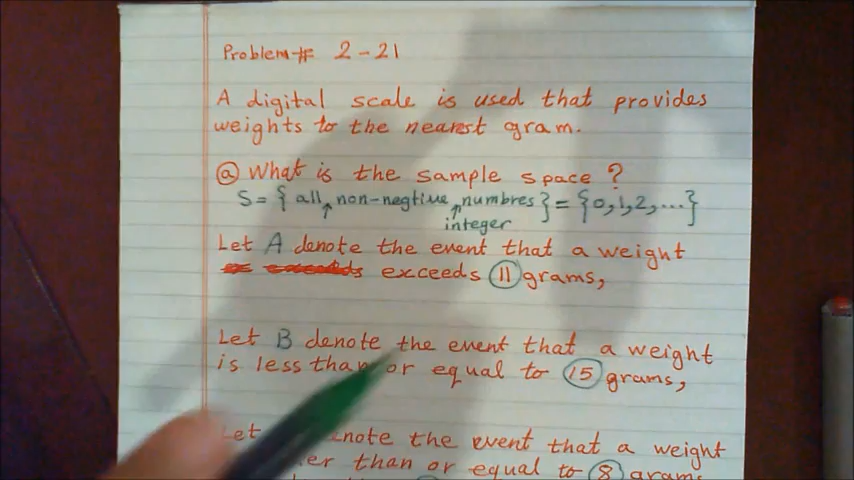 Problem# 2-21
A digital scale is used that provides
weights to the nearest gram.
ⓐ What is the sample space ?
S = { all non-negtive numbres } = {0,1,2,...}
integer
Let A denote the event that a weight
exceeds 11 grams,
Let B denote the event that a weight
is less than or equal to 15 grams,
Let note the event that a weight
than or equal to 8 grams